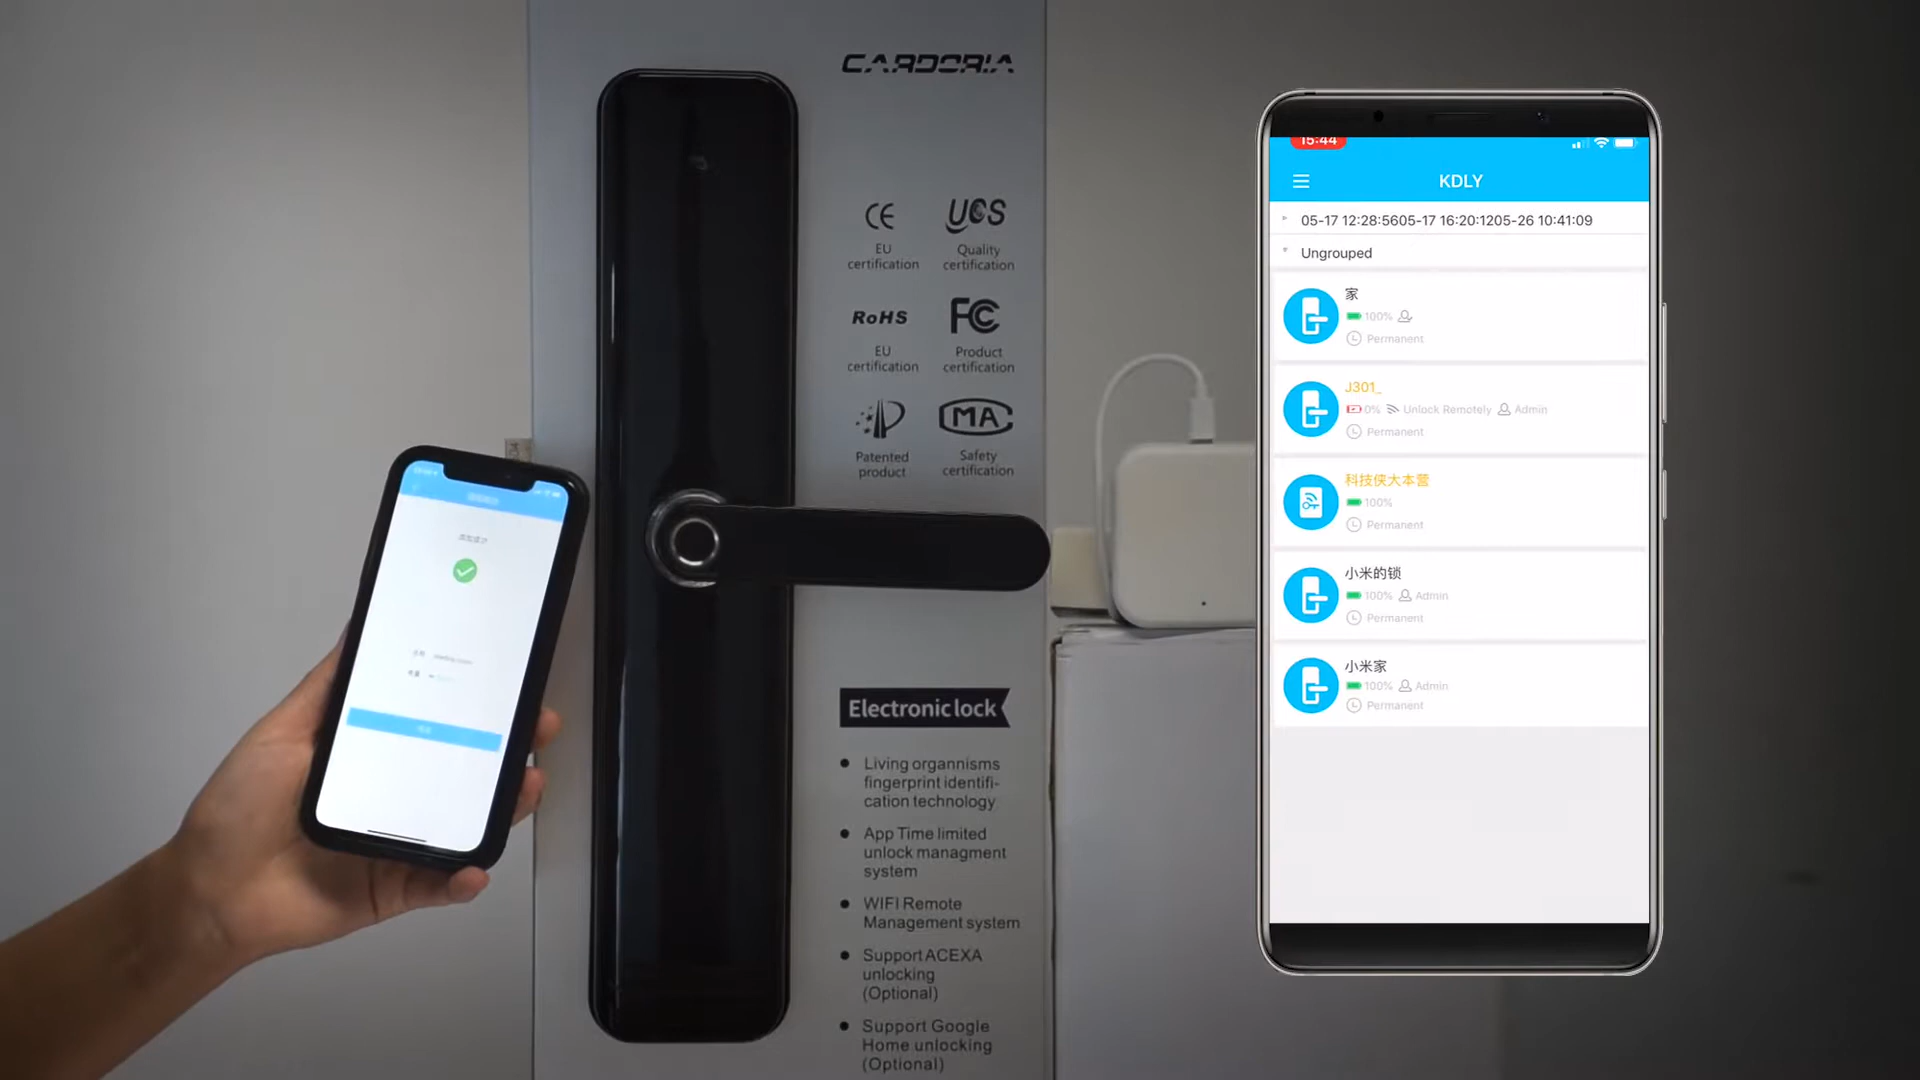 CARDORIA
CE
EU
certification
UCS
Quality
certification
RoHS
EU
certification
FC
Product
certification
Patented
product
MA
Safety
certification
Electronic lock
Living organnisms
fingerprint identifi-
cation technology
App Time limited
unlock managment
system
WIFI Remote
Management system
Support ACEXA
unlocking
(Optional)
Support Google
Home unlocking
(Optional)
15:44
KDLY
05-17 12:28:5605-17 16:20:1205-26 10:41:09
Ungrouped
家
100%
Permanent
J301_
0% Unlock Remotely Admin
Permanent
科技侠大本营
100%
Permanent
小米的锁
100% Admin
Permanent
小米家
100% Admin
Permanent